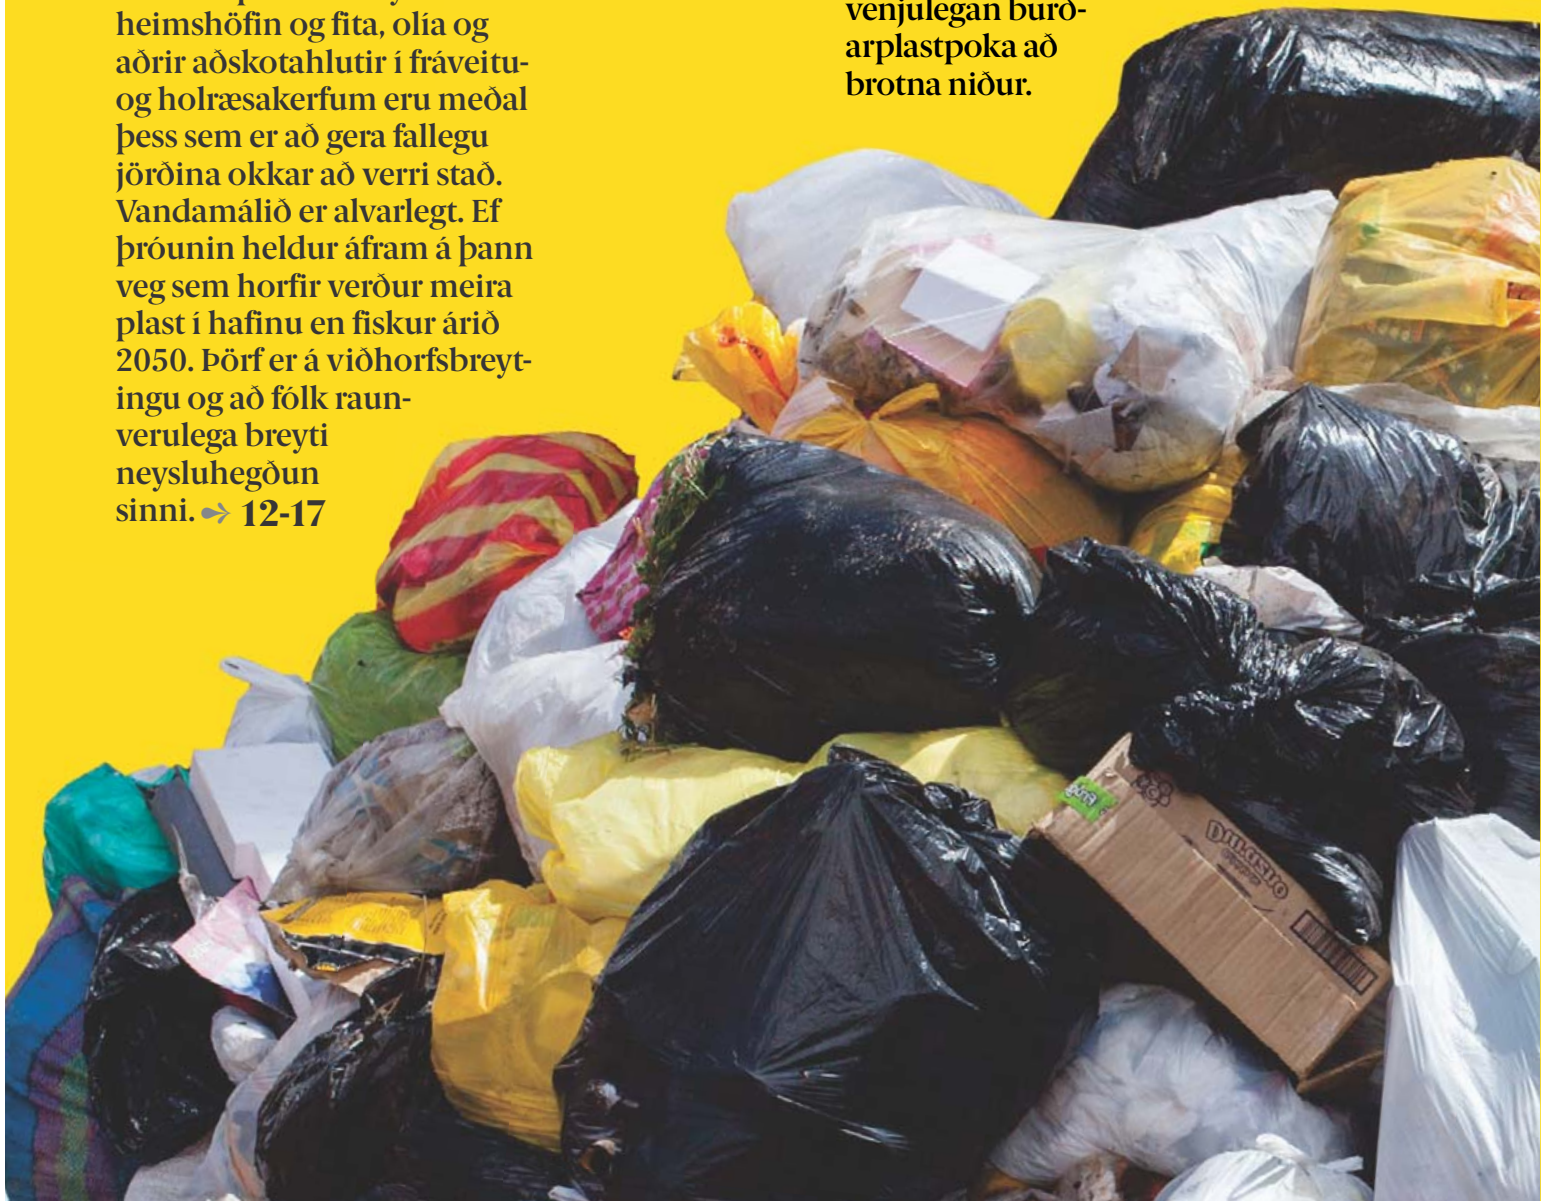 heimshöfin og fita, olía og
aðrir aðskotahlutir í fráveitu-
og holræsakerfum eru meðal
þess sem er að gera fallegu
jörðina okkar að verri stað.
Vandamálið er alvarlegt. Ef
þróunin heldur áfram á þann
veg sem horfir verður meira
plast í hafinu en fiskur árið
2050. Þörf er á viðhorfsbreyt-
ingu og að fólk raun-
verulega breyti
neysluhegðun
sinni. 12-17
venjulegan burð-
arplastpoka að
brotna niður.